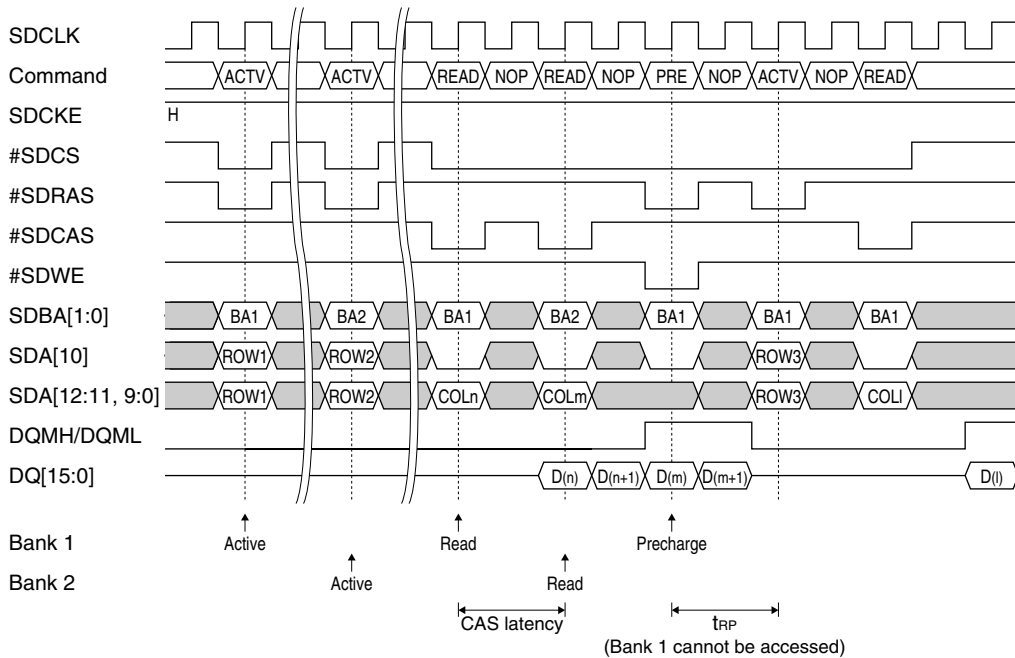 SDCLK
Command ACTV ACTV READ NOP READ NOP PRE NOP ACTV NOP READ
SDCKE H
#SDCS
#SDRAS
#SDCAS
#SDWE
SDBA[1:0] BA1 BA2 BA1 BA2 BA1 BA1 BA1
SDA[10] ROW1 ROW2 ROW3
SDA[12:11, 9:0] ROW1 ROW2 COLn COLm ROW3 COLl
DQMH/DQML
DQ[15:0] D(n) D(n+1) D(m) D(m+1) D(l)
Bank 1 Active Read Precharge
Bank 2 Active Read
CAS latency tRP
(Bank 1 cannot be accessed)